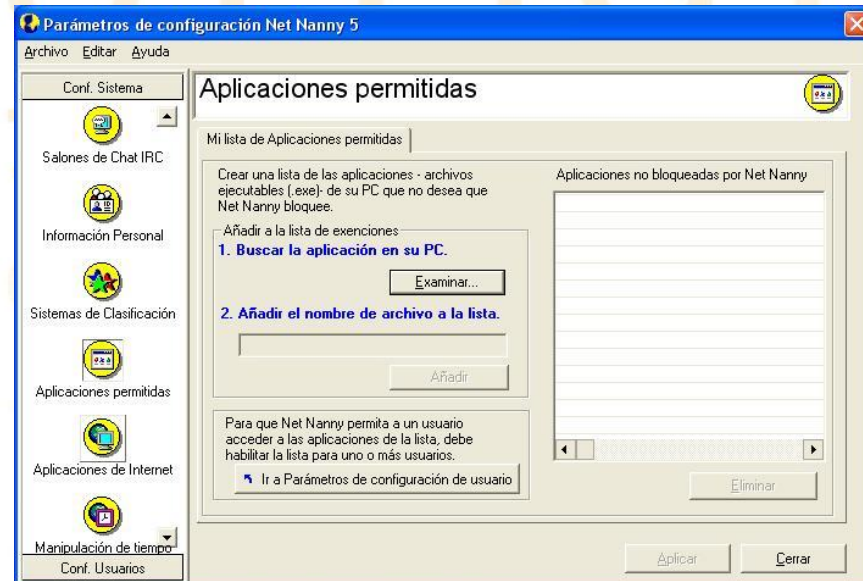 Parámetros de configuración Net Nanny 5
Archivo Editar Ayuda
Conf. Sistema
Salones de Chat IRC
Información Personal
Sistemas de Clasificación
Aplicaciones permitidas
Aplicaciones de Internet
Manipulación de tiempo
Conf. Usuarios
Aplicaciones permitidas
Mi lista de Aplicaciones permitidas
Crear una lista de las aplicaciones - archivos
ejecutables (.exe)- de su PC que no desea que
Net Nanny bloquee.
Añadir a la lista de exenciones
1. Buscar la aplicación en su PC.
Examinar...
2. Añadir el nombre de archivo a la lista.
Añadir
Para que Net Nanny permita a un usuario
acceder a las aplicaciones de la lista, debe
habilitar la lista para uno o más usuarios.
Ir a Parámetros de configuración de usuario
Aplicaciones no bloqueadas por Net Nanny
Eliminar
Aplicar
Cerrar